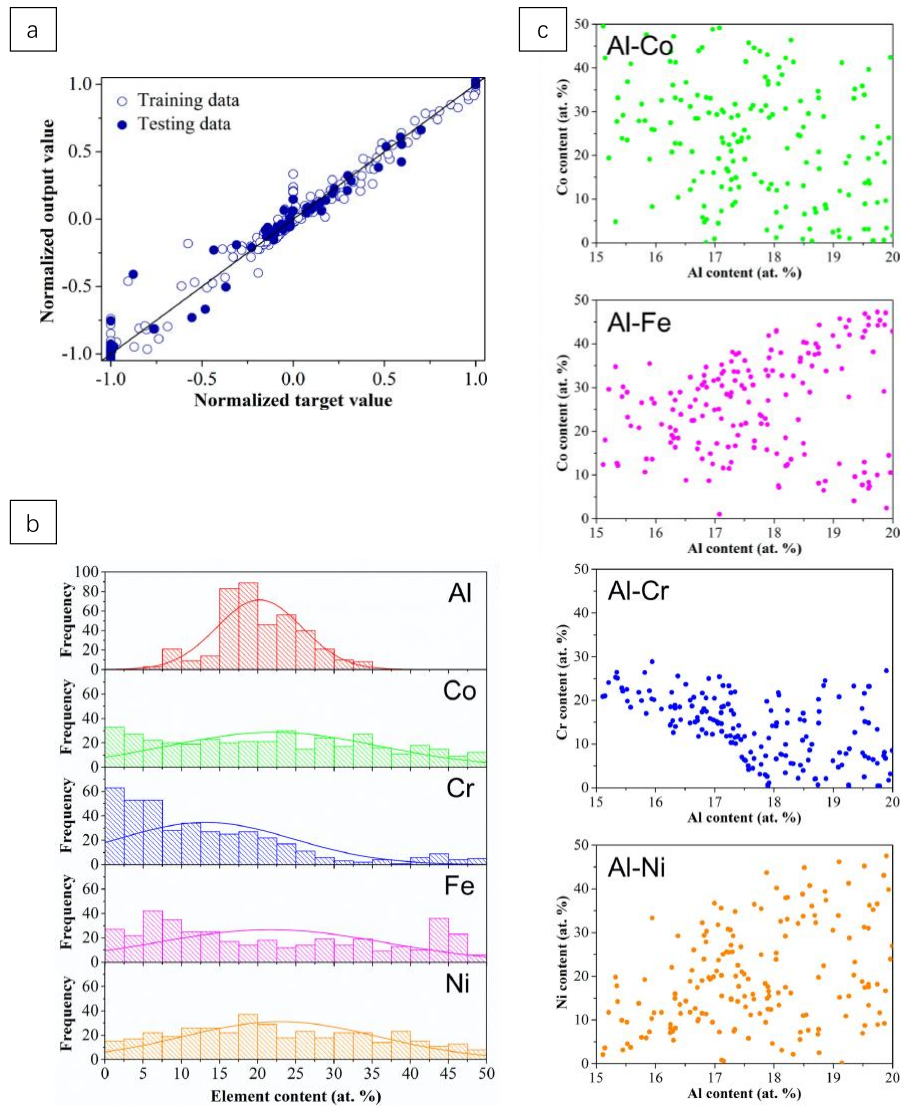 a
1.0
0.5
0.0
-0.5
-1.0
Training data
Testing data
Normalized output value
-1.0 -0.5 0.0 0.5 1.0
Normalized target value
b
Al
100
80
60
40
20
0
Frequency
Co
60
40
20
0
Frequency
Cr
60
40
20
0
Frequency
Fe
60
40
20
0
Frequency
Ni
60
40
20
0
Frequency
0 5 10 15 20 25 30 35 40 45 50
Element content (at. %)
c
Al-Co
50
40
30
20
10
0
Co content (at. %)
15 16 17 18 19 20
Al content (at. %)
Al-Fe
50
40
30
20
10
0
Co content (at. %)
15 16 17 18 19 20
Al content (at. %)
Al-Cr
50
40
30
20
10
0
Cr content (at. %)
15 16 17 18 19 20
Al content (at. %)
Al-Ni
50
40
30
20
10
0
Ni content (at. %)
15 16 17 18 19 20
Al content (at. %)